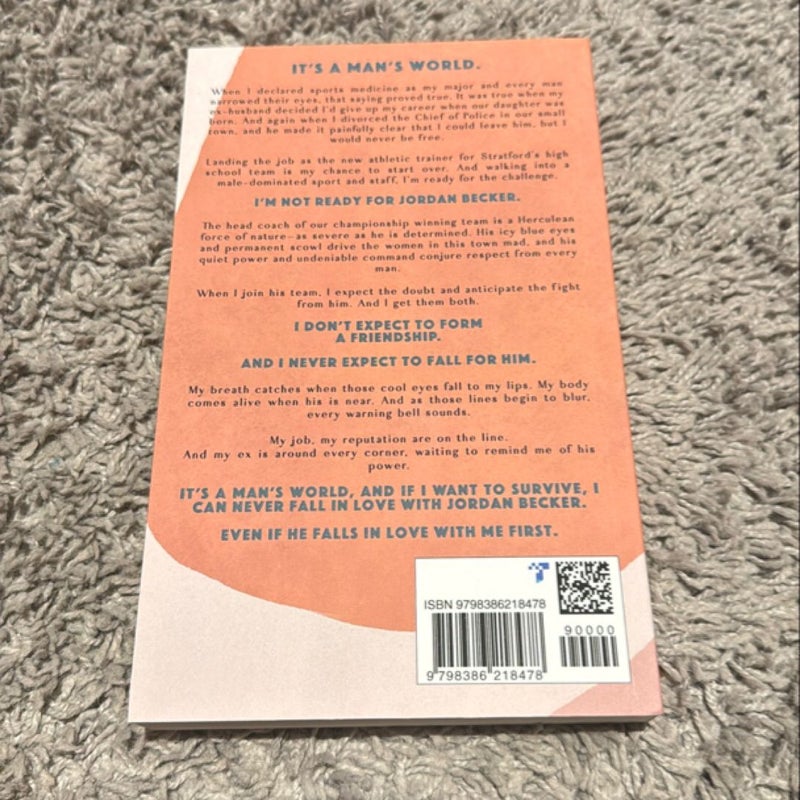 IT'S A MAN'S WORLD.
When I declared sports medicine as my major and every man
narrowed their eyes, that saying proved true. It was true when my
ex-husband decided I'd give up my career when our daughter was
born. And again when I divorced the Chief of Police in our small
town, and he made it painfully clear that I could leave him, but I
would never be free.
Landing the job as the new athletic trainer for Stratford's high
school team is my chance to start over. And walking into a
male-dominated sport and staff, I'm ready for the challenge.
I'M NOT READY FOR JORDAN BECKER.
The head coach of our championship winning team is a Herculean
force of nature—as severe as he is determined. His icy blue eyes
and permanent scowl drive the women in this town mad, and his
quiet power and undeniable command conjure respect from every
man.
When I join his team, I expect the doubt and anticipate the fight
from him. And I get them both.
I DON'T EXPECT TO FORM
A FRIENDSHIP.
AND I NEVER EXPECT TO FALL FOR HIM.
My breath catches when those cool eyes fall to my lips. My body
comes alive when his is near. And as those lines begin to blur,
every warning bell sounds.
My job, my reputation are on the line.
And my ex is around every corner, waiting to remind me of his
power.
IT'S A MAN'S WORLD, AND IF I WANT TO SURVIVE, I
CAN NEVER FALL IN LOVE WITH JORDAN BECKER.
EVEN IF HE FALLS IN LOVE WITH ME FIRST.
ISBN 9798386218478
90000
9 798386 218478